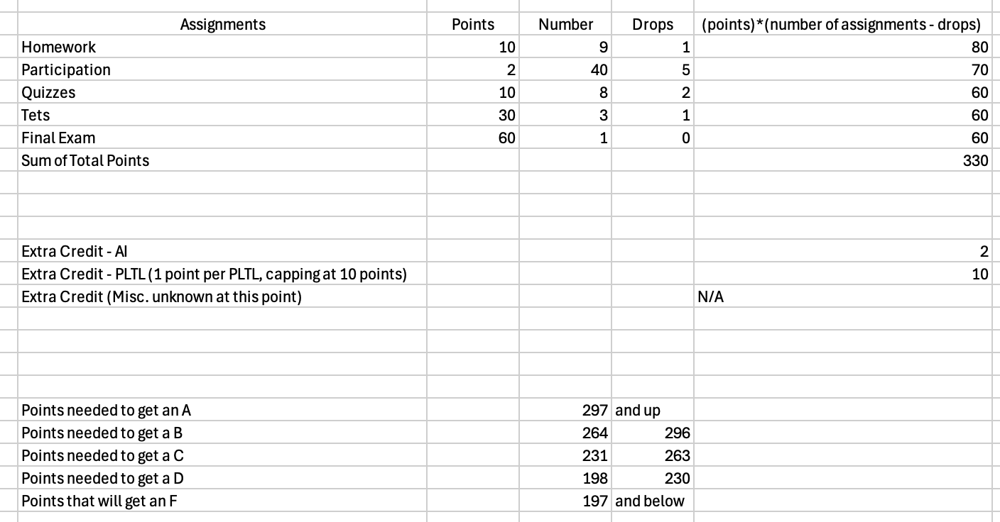 Assignments Points Number Drops (points)*(number of assignments - drops)
Homework 10 9 1 80
Participation 2 40 5 70
Quizzes 10 8 2 60
Tets 30 3 1 60
Final Exam 60 1 0 60
Sum of Total Points 330
Extra Credit - AI 2
Extra Credit - PLTL (1 point per PLTL, capping at 10 points) 10
Extra Credit (Misc. unknown at this point) N/A
Points needed to get an A 297 and up
Points needed to get a B 264 296
Points needed to get a C 231 263
Points needed to get a D 198 230
Points that will get an F 197 and below